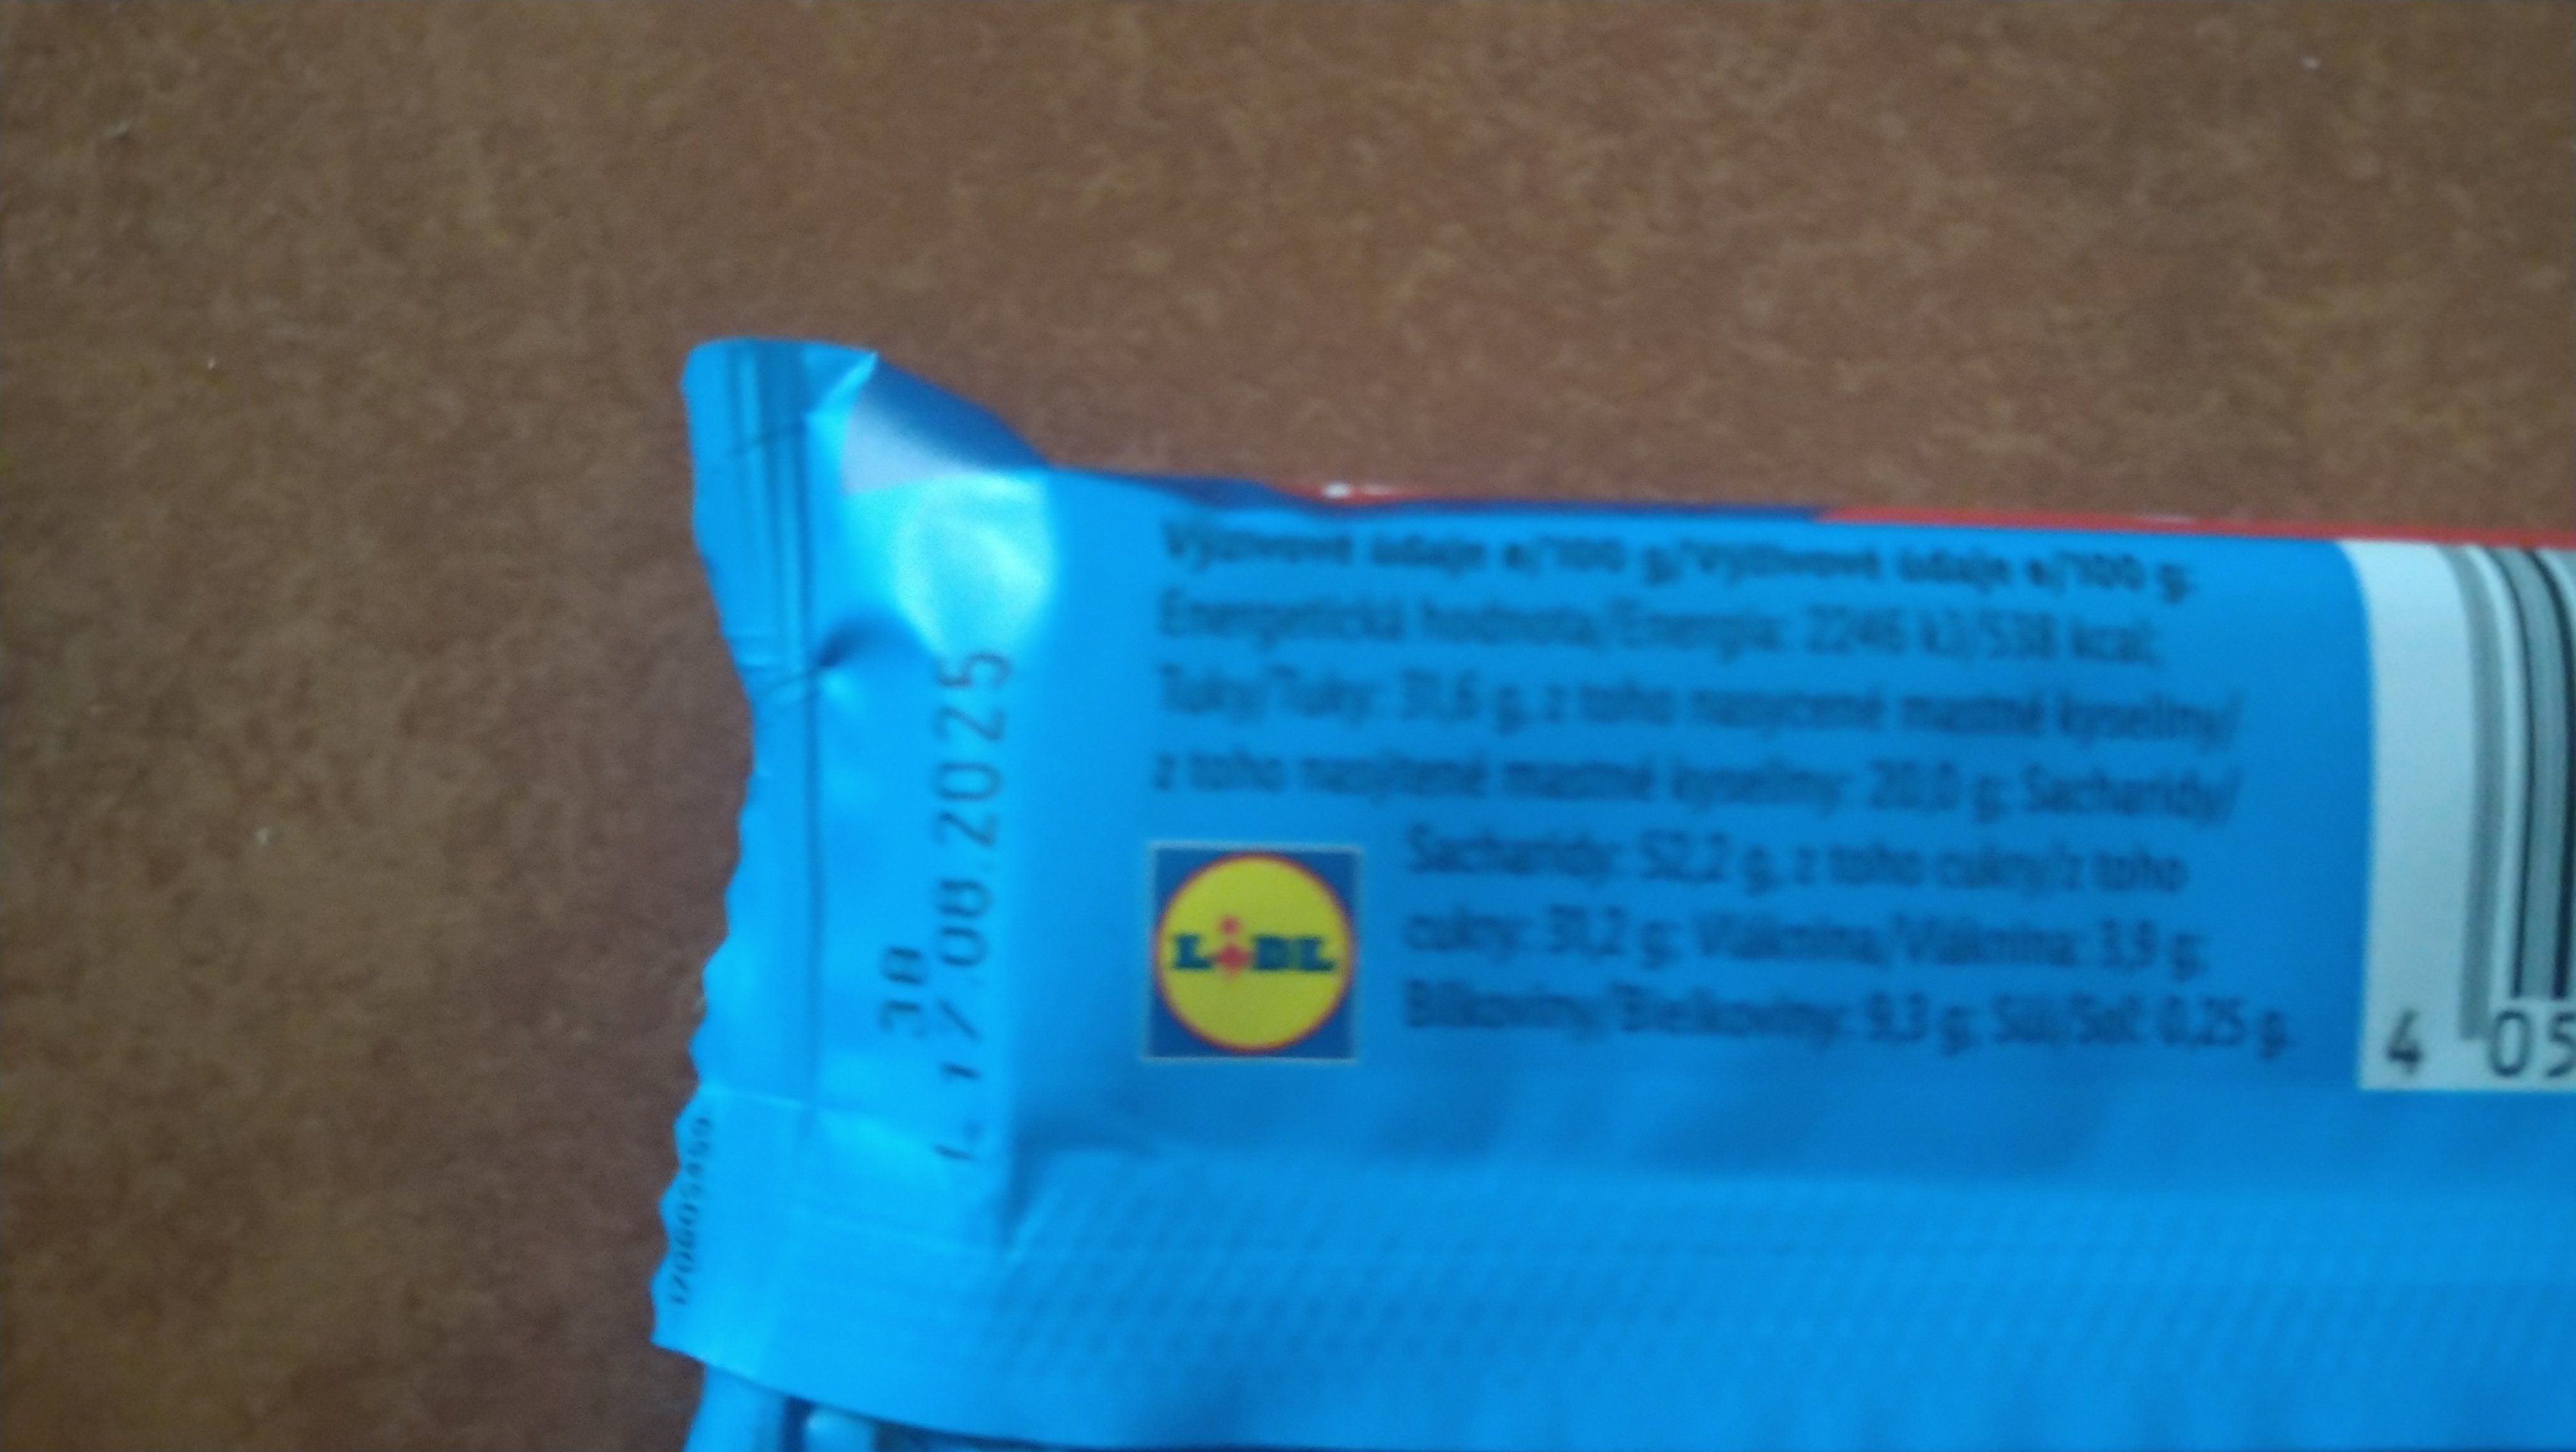 Výživové údaje v/100 g/Výživové údaje v/100 g:
Energetická hodnota/Energia: 2246 kJ/538 kcal;
Tuky/Tuky: 31,6 g, z toho nasycené mastné kyseliny/
z toho nasýtené mastné kyseliny: 20,0 g; Sacharidy/
Sacharidy: 52,2 g, z toho cukry/z toho
cukry: 31,2 g; Vláknina/Vláknina: 3,9 g;
Bílkoviny/Bielkoviny: 9,3 g; Sůl/Soľ: 0,25 g.
LIDL
38
L- 17.08.2025
4 05